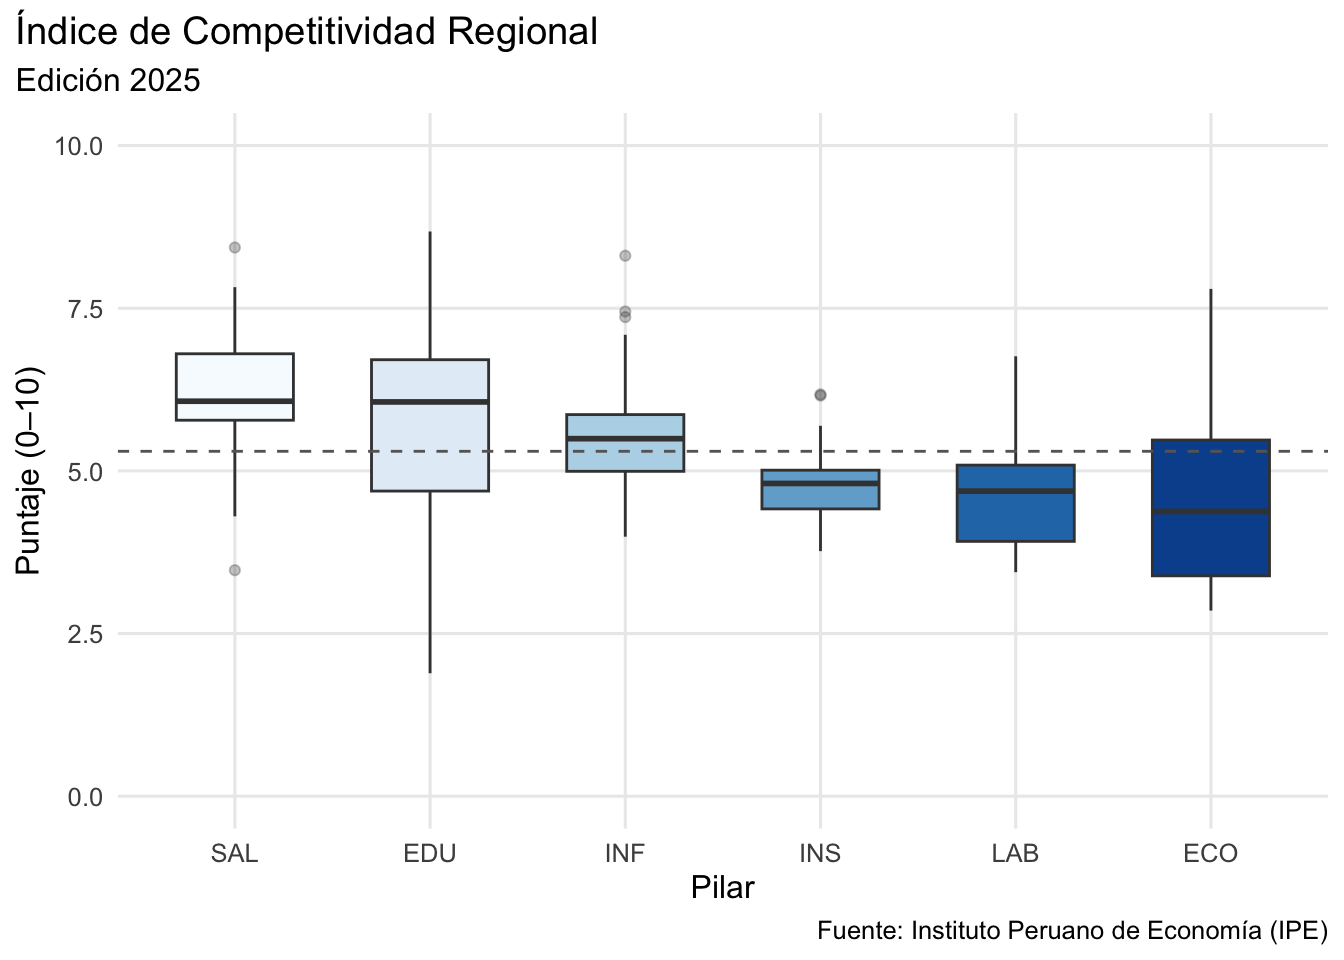 Índice de Competitividad Regional
Edición 2025
Puntaje (0–10)
10.0
7.5
5.0
2.5
0.0
SAL EDU INF INS LAB ECO
Pilar
Fuente: Instituto Peruano de Economía (IPE)